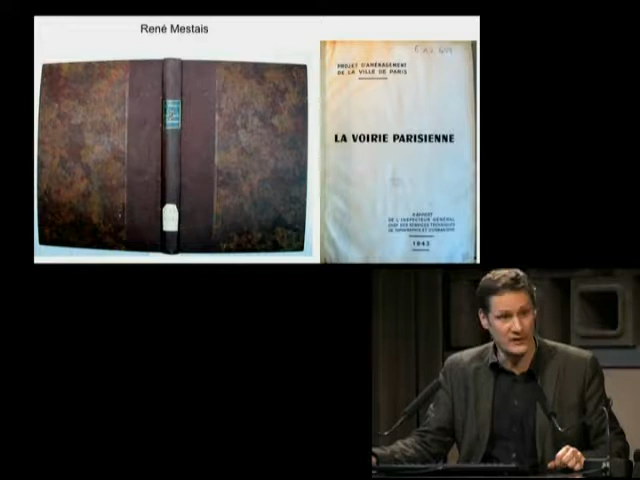 René Mestais
PROJET D'AMÉNAGEMENT
DE LA VILLE DE PARIS
LA VOIRIE PARISIENNE
RAPPORT
DE L'INSPECTEUR GÉNÉRAL
CHEF DES SERVICES TECHNIQUES
DE TOPOGRAPHIE ET D'URBANISME
1943